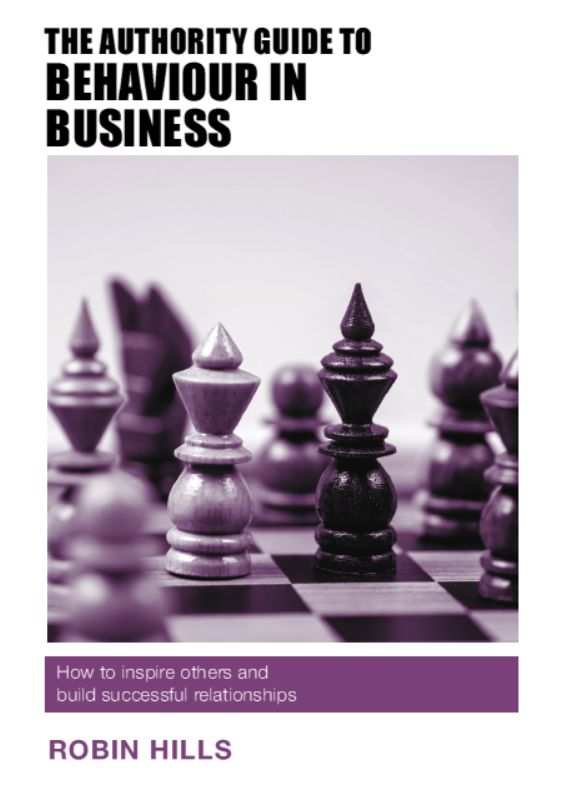 THE AUTHORITY GUIDE TO
BEHAVIOUR IN
BUSINESS
How to inspire others and
build successful relationships
ROBIN HILLS